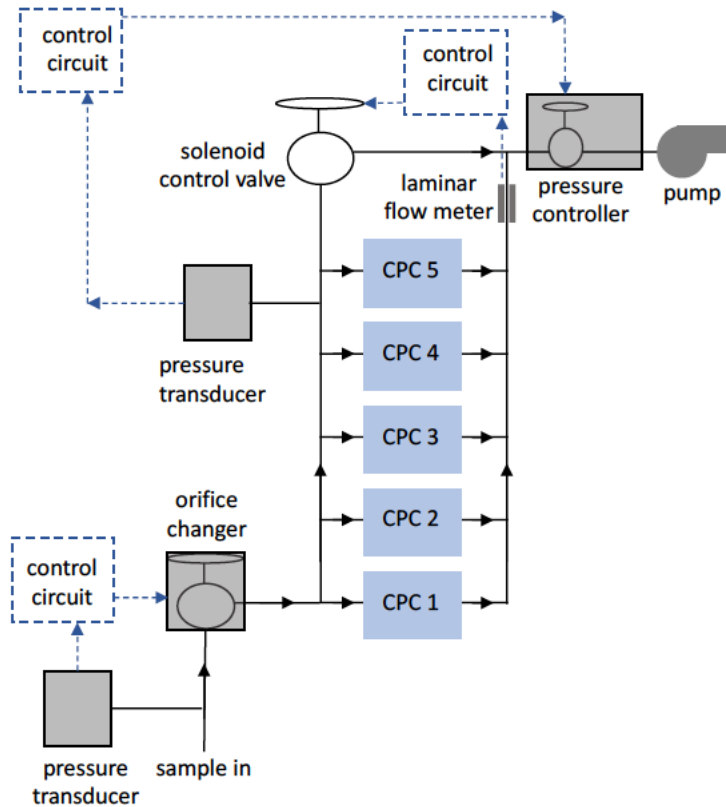 control
circuit
control
circuit
solenoid
control valve
laminar
flow meter
pressure
controller
pump
CPC 5
pressure
transducer
CPC 4
CPC 3
orifice
changer
CPC 2
control
circuit
CPC 1
pressure
transducer
sample in